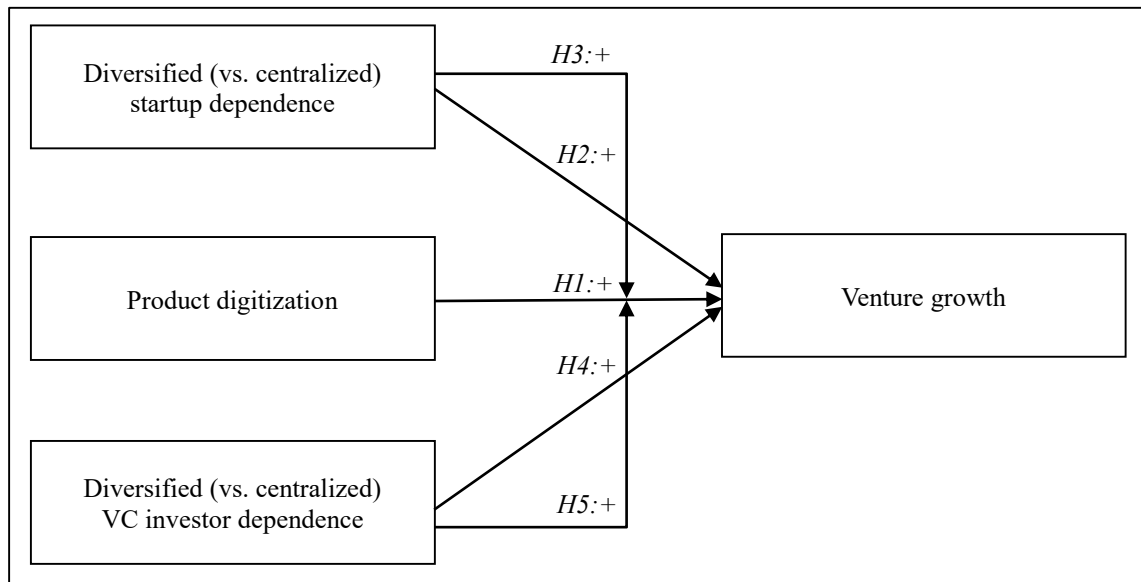 Diversified (vs. centralized)
startup dependence
H3:+
H2:+
Product digitization
H1:+
Venture growth
H4:+
Diversified (vs. centralized)
VC investor dependence
H5:+